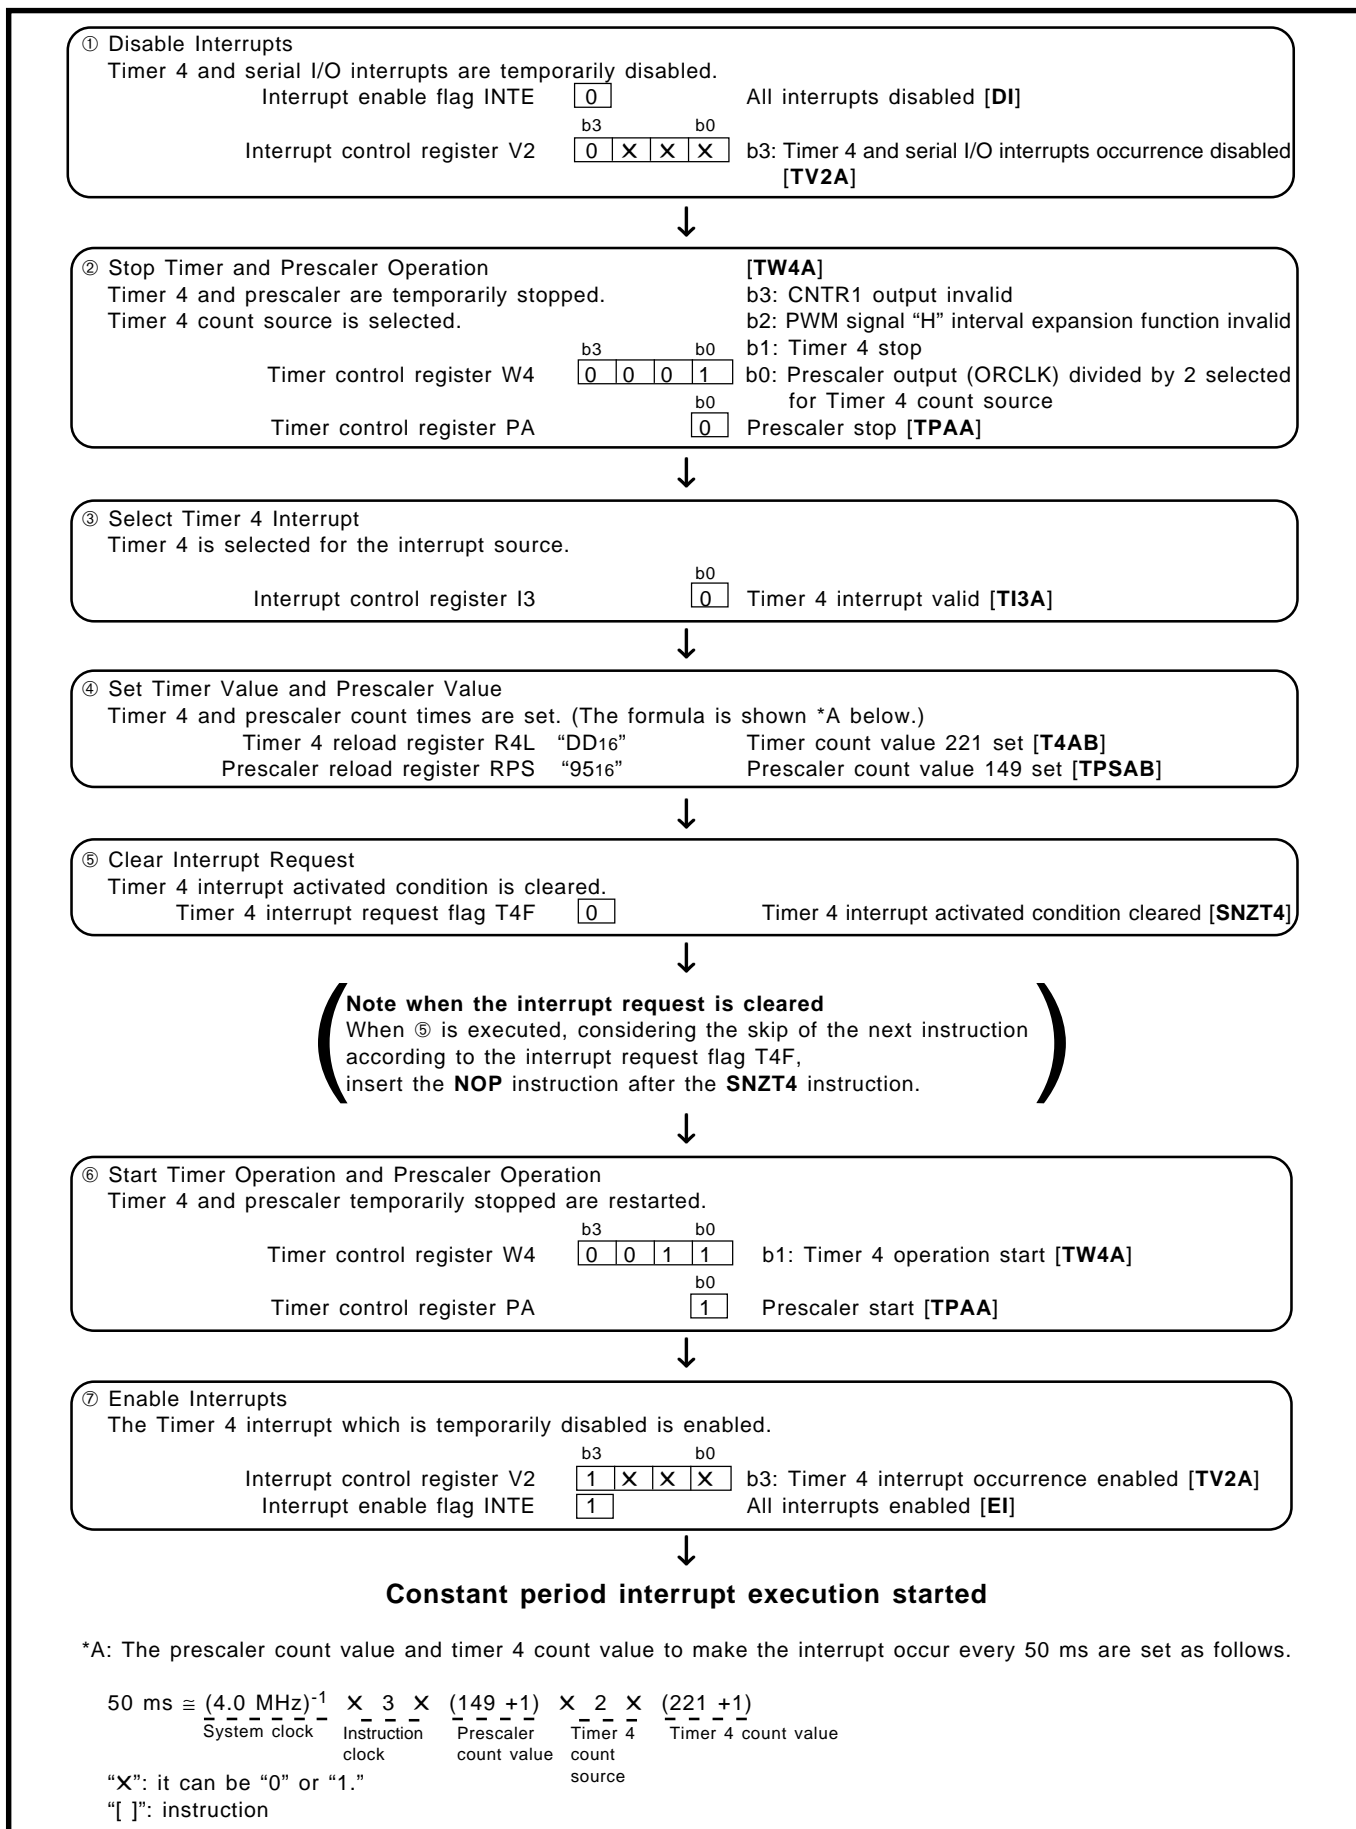 ① Disable Interrupts
Timer 4 and serial I/O interrupts are temporarily disabled.
Interrupt enable flag INTE 0 All interrupts disabled [DI]
b3 b0
Interrupt control register V2 0 ✕ ✕ ✕ b3: Timer 4 and serial I/O interrupts occurrence disabled
[TV2A]
↓
② Stop Timer and Prescaler Operation [TW4A]
Timer 4 and prescaler are temporarily stopped. b3: CNTR1 output invalid
Timer 4 count source is selected. b2: PWM signal “H” interval expansion function invalid
b3 b0 b1: Timer 4 stop
Timer control register W4 0 0 0 1 b0: Prescaler output (ORCLK) divided by 2 selected
b0 for Timer 4 count source
Timer control register PA 0 Prescaler stop [TPAA]
↓
③ Select Timer 4 Interrupt
Timer 4 is selected for the interrupt source.
b0
Interrupt control register I3 0 Timer 4 interrupt valid [TI3A]
↓
④ Set Timer Value and Prescaler Value
Timer 4 and prescaler count times are set. (The formula is shown *A below.)
Timer 4 reload register R4L “DD16” Timer count value 221 set [T4AB]
Prescaler reload register RPS “9516” Prescaler count value 149 set [TPSAB]
↓
⑤ Clear Interrupt Request
Timer 4 interrupt activated condition is cleared.
Timer 4 interrupt request flag T4F 0 Timer 4 interrupt activated condition cleared [SNZT4]
↓
Note when the interrupt request is cleared
When ⑤ is executed, considering the skip of the next instruction
according to the interrupt request flag T4F,
insert the NOP instruction after the SNZT4 instruction.
↓
⑥ Start Timer Operation and Prescaler Operation
Timer 4 and prescaler temporarily stopped are restarted.
b3 b0
Timer control register W4 0 0 1 1 b1: Timer 4 operation start [TW4A]
b0
Timer control register PA 1 Prescaler start [TPAA]
↓
⑦ Enable Interrupts
The Timer 4 interrupt which is temporarily disabled is enabled.
b3 b0
Interrupt control register V2 1 ✕ ✕ ✕ b3: Timer 4 interrupt occurrence enabled [TV2A]
Interrupt enable flag INTE 1 All interrupts enabled [EI]
↓
Constant period interrupt execution started
*A: The prescaler count value and timer 4 count value to make the interrupt occur every 50 ms are set as follows.
50 ms ≅ (4.0 MHz)-1 ✕ 3 ✕ (149 +1) ✕ 2 ✕ (221 +1)
System clock Instruction Prescaler Timer 4 Timer 4 count value
clock count value count
source
“✕”: it can be “0” or “1.”
“[ ]”: instruction